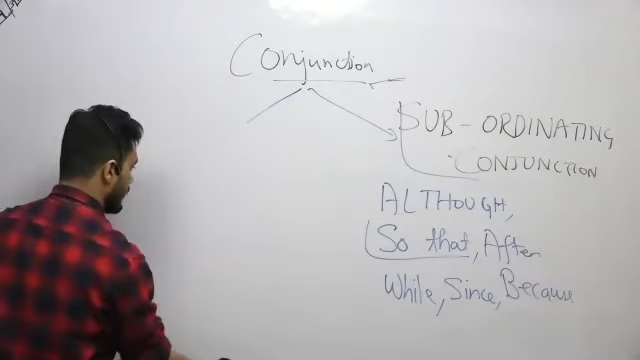 Conjunction
SUB-ORDINATING
CONJUNCTION
ALTHOUGH,
So that, After
While, Since, Because